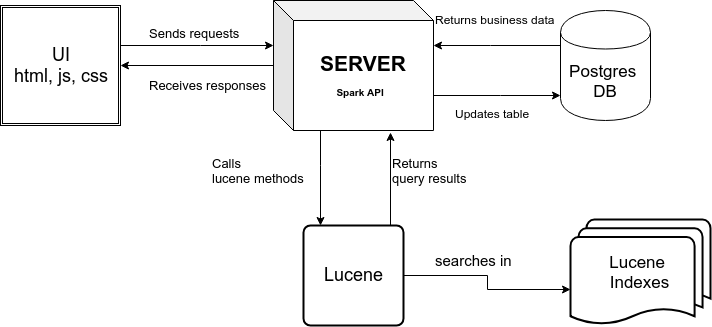 UI
html, js, css
Sends requests
Receives responses
SERVER
Spark API
Returns business data
Updates table
Postgres
DB
Calls
lucene methods
Returns
query results
Lucene
searches in
Lucene
Indexes